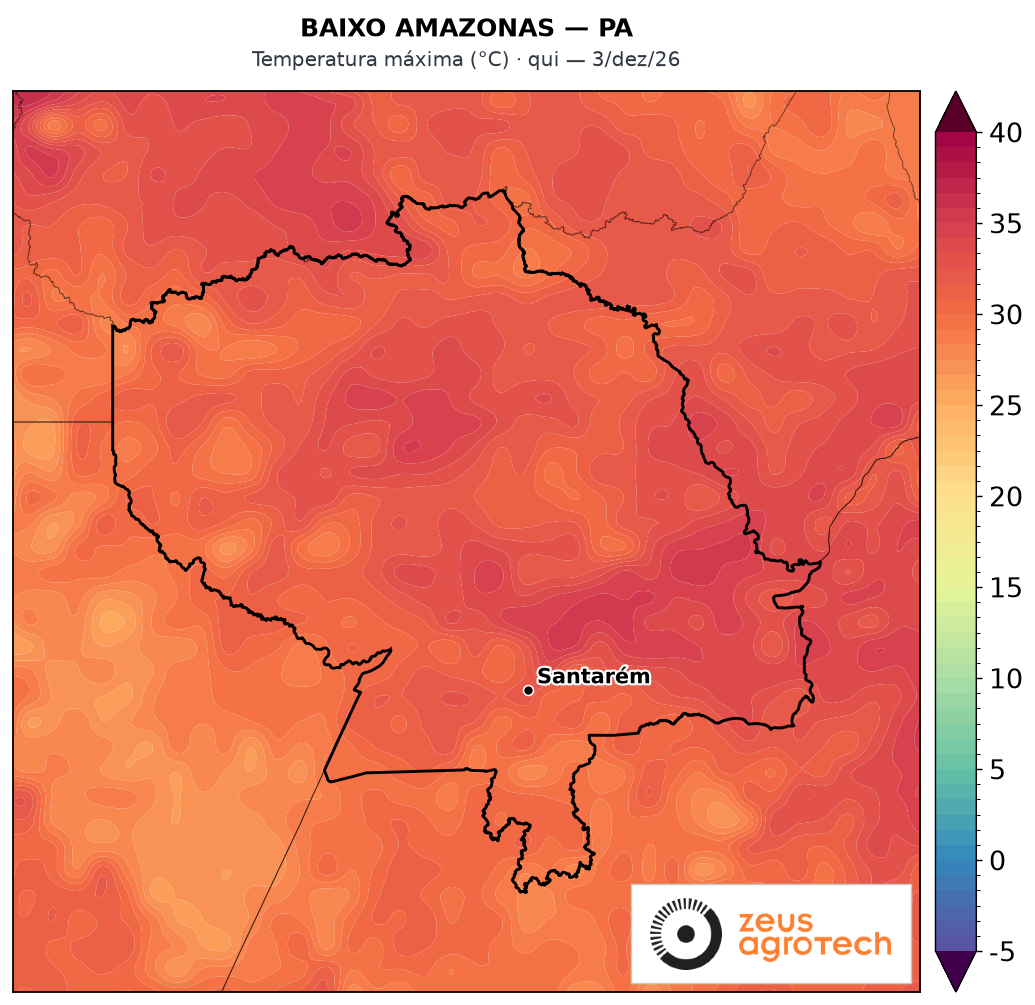 BAIXO AMAZONAS — PA
Temperatura máxima (°C) · qui — 3/dez/26
40
35
30
25
20
15
10
5
0
-5
Santarém
zeus
agrotech